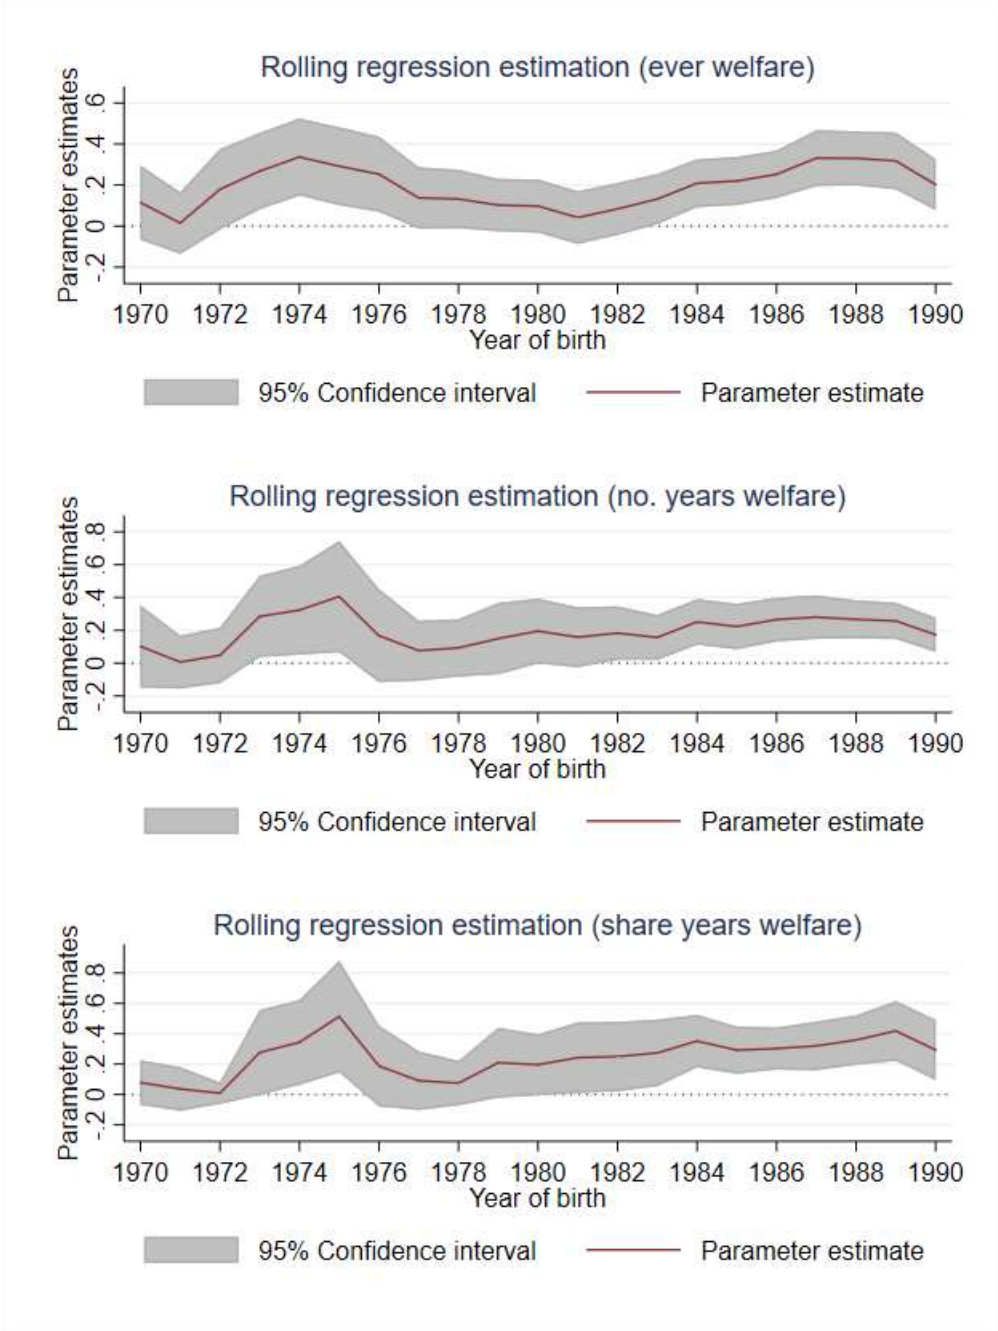 Rolling regression estimation (ever welfare)
Parameter estimates
.6
.4
.2
0
-.2
1970 1972 1974 1976 1978 1980 1982 1984 1986 1988 1990
Year of birth
95% Confidence interval Parameter estimate
Rolling regression estimation (no. years welfare)
Parameter estimates
.8
.6
.4
.2
0
-.2
1970 1972 1974 1976 1978 1980 1982 1984 1986 1988 1990
Year of birth
95% Confidence interval Parameter estimate
Rolling regression estimation (share years welfare)
Parameter estimates
.8
.6
.4
.2
0
-.2
1970 1972 1974 1976 1978 1980 1982 1984 1986 1988 1990
Year of birth
95% Confidence interval Parameter estimate